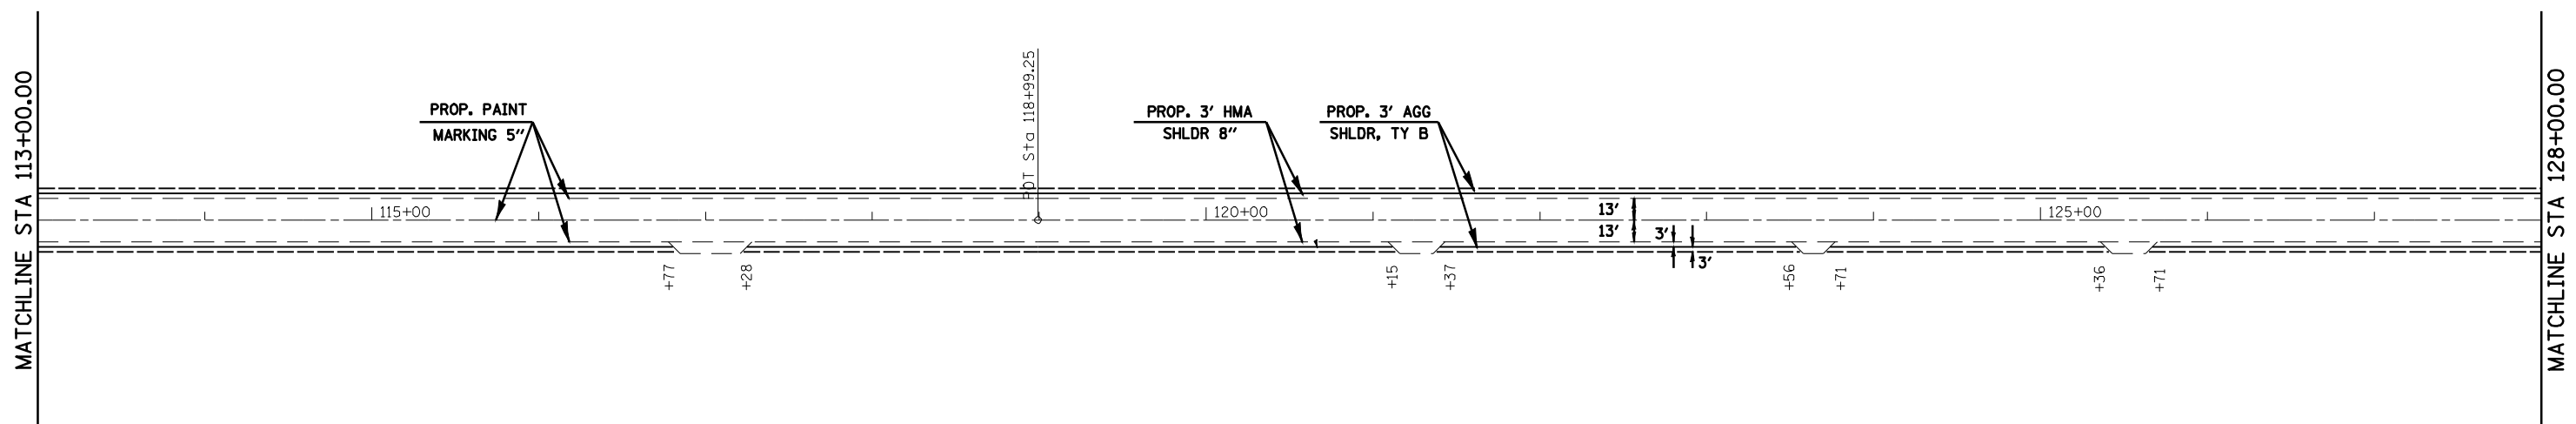 MATCHLINE STA 113+00.00
PROP. PAINT
MARKING 5"
POT Sta 118+99.25
PROP. 3' HMA
SHLDR 8"
PROP. 3' AGG
SHLDR, TY B
115+00
120+00
125+00
13'
13'
3'
3'
+77
+28
+15
+37
+56
+71
+36
+71
MATCHLINE STA 128+00.00